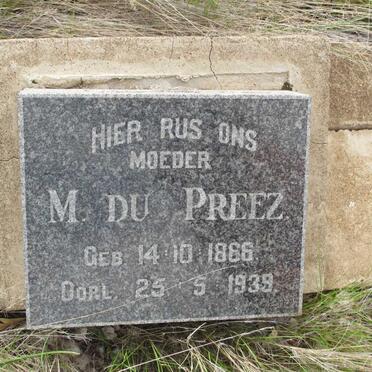 HIER RUS ONS
MOEDER
M. DU PREEZ
GEB 14·10·1866
OORL. 25·5·1939